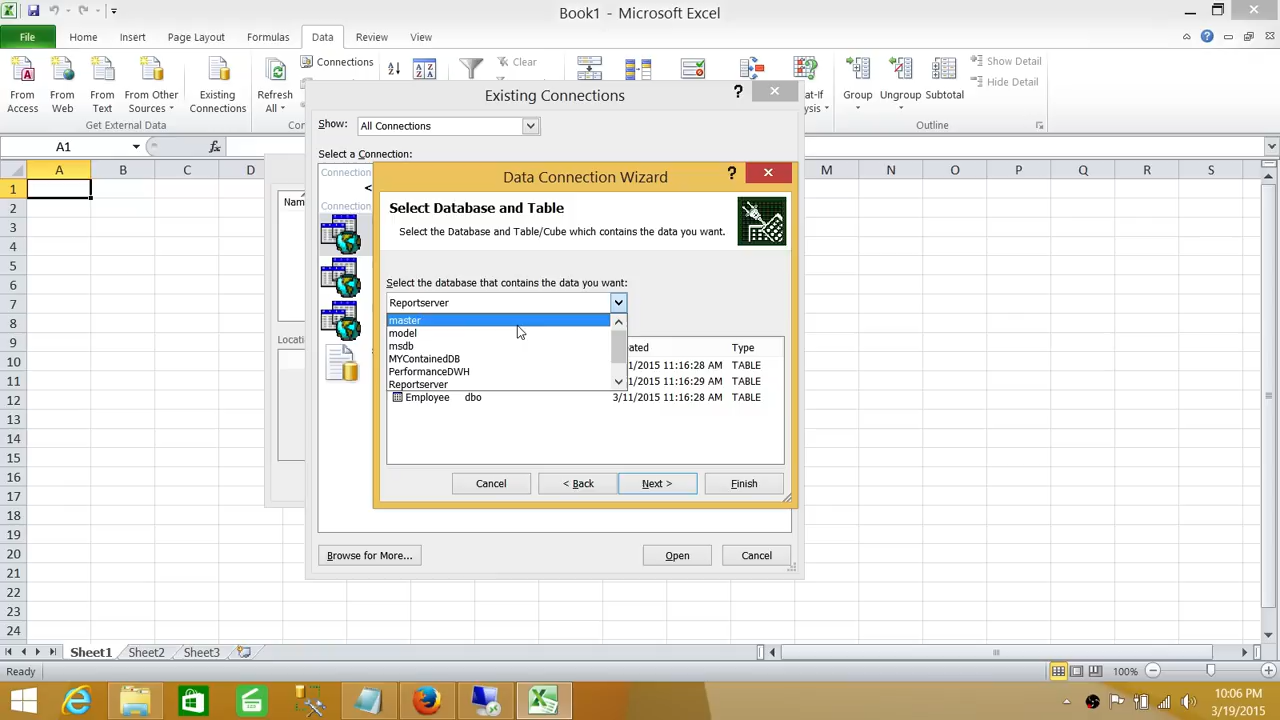 Book1 - Microsoft Excel
File Home Insert Page Layout Formulas Data Review View
From Access
From Web
From Text
From Other Sources
Existing Connections
Refresh All
Connections
Clear
Group
Ungroup
Subtotal
Show Detail
Hide Detail
Get External Data
Outline
A1
fx
A B C D M N O P Q R S
1
2
3
4
5
6
7
8
9
10
11
12
13
14
15
16
17
18
19
20
21
22
23
24
Existing Connections
Show: All Connections
Select a Connection:
Connection
<
Connection
Data Connection Wizard
Select Database and Table
Select the Database and Table/Cube which contains the data you want.
Select the database that contains the data you want:
Reportserver
master
model
msdb
MYContainedDB
PerformanceDWH
Reportserver
Type
1/2015 11:16:28 AM TABLE
1/2015 11:16:29 AM TABLE
Employee dbo 3/11/2015 11:16:28 AM TABLE
Cancel < Back Next > Finish
Browse for More... Open Cancel
Sheet1 Sheet2 Sheet3
Ready 100%
10:06 PM
3/19/2015